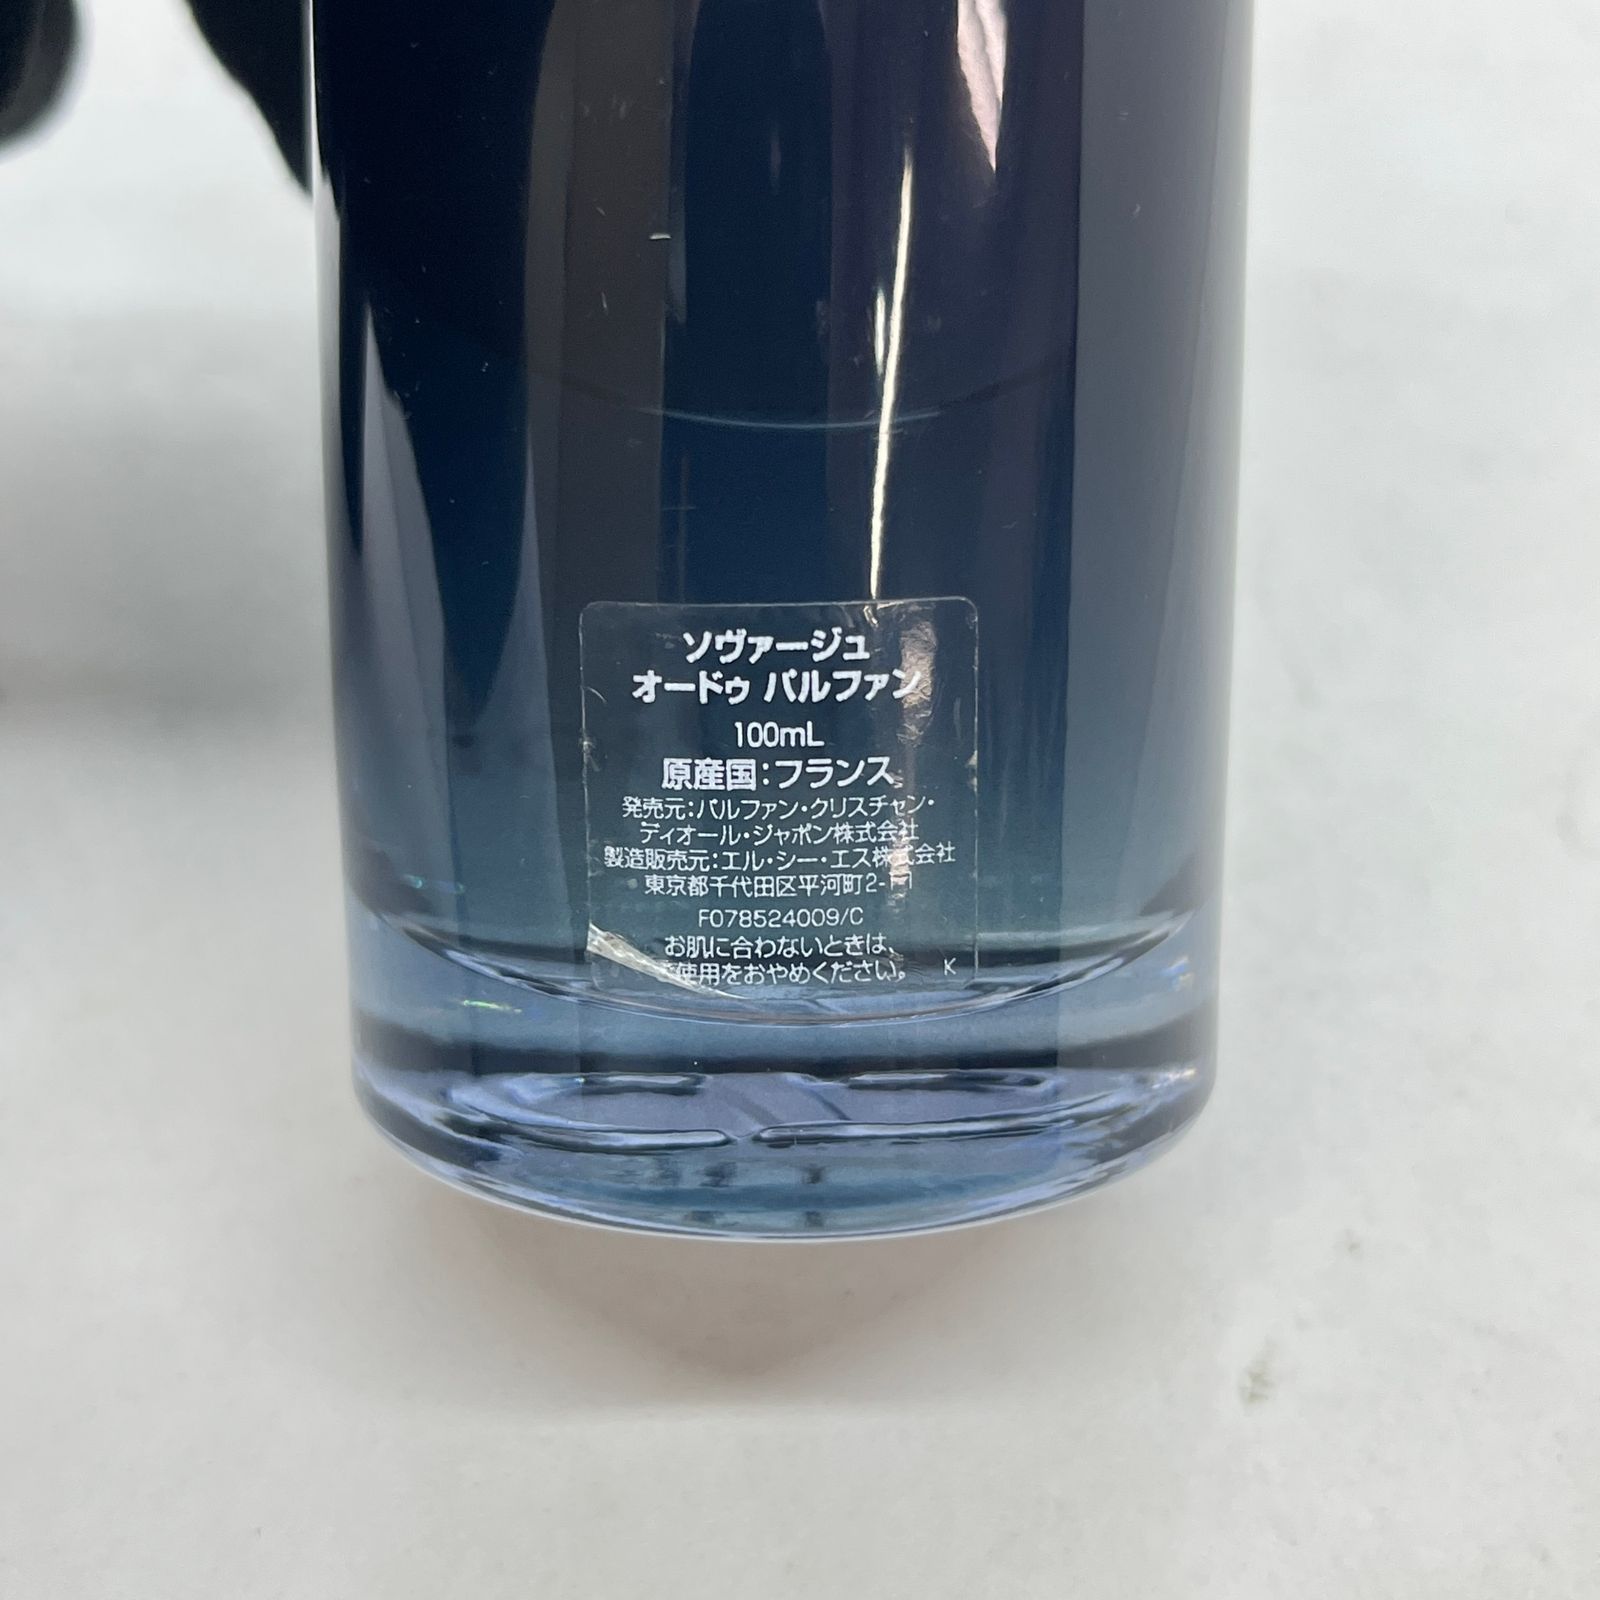 ソヴァージュ
オードゥ パルファン
100mL
原産国:フランス
発売元:パルファン・クリスチャン・
ディオール・ジャポン株式会社
製造販売元:エル・シー・エス株式会社
東京都千代田区平河町2-
F078524009/C
お肌に合わないときは、
使用をおやめください。 K